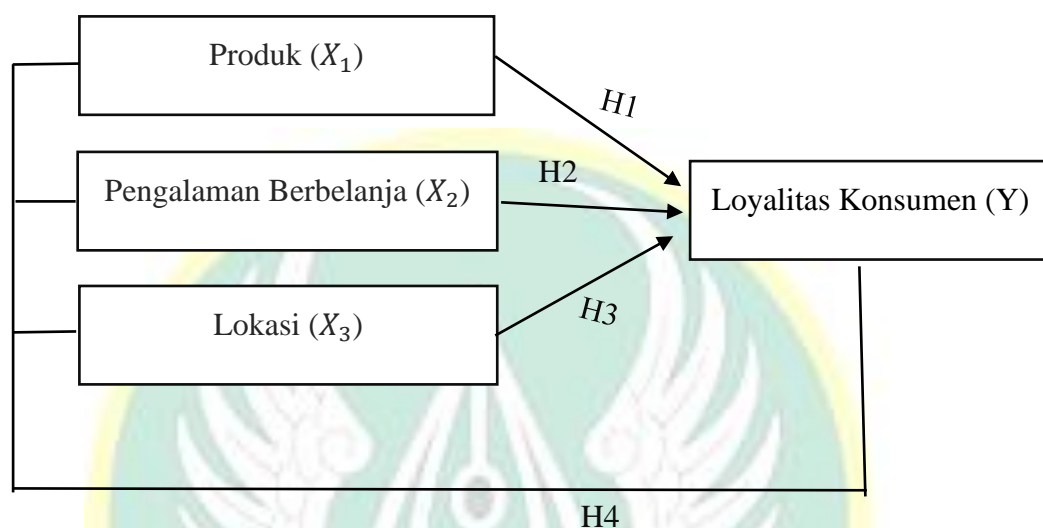 Produk (𝑋₁)
H1
Pengalaman Berbelanja (𝑋₂)
H2
Loyalitas Konsumen (Y)
Lokasi (𝑋₃)
H3
H4